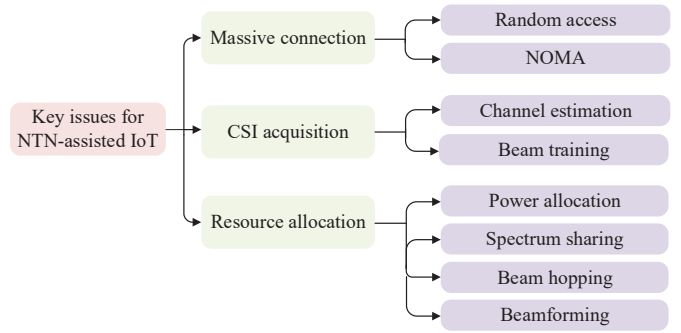 Key issues for
NTN-assisted IoT
Massive connection
Random access
NOMA
CSI acquisition
Channel estimation
Beam training
Resource allocation
Power allocation
Spectrum sharing
Beam hopping
Beamforming